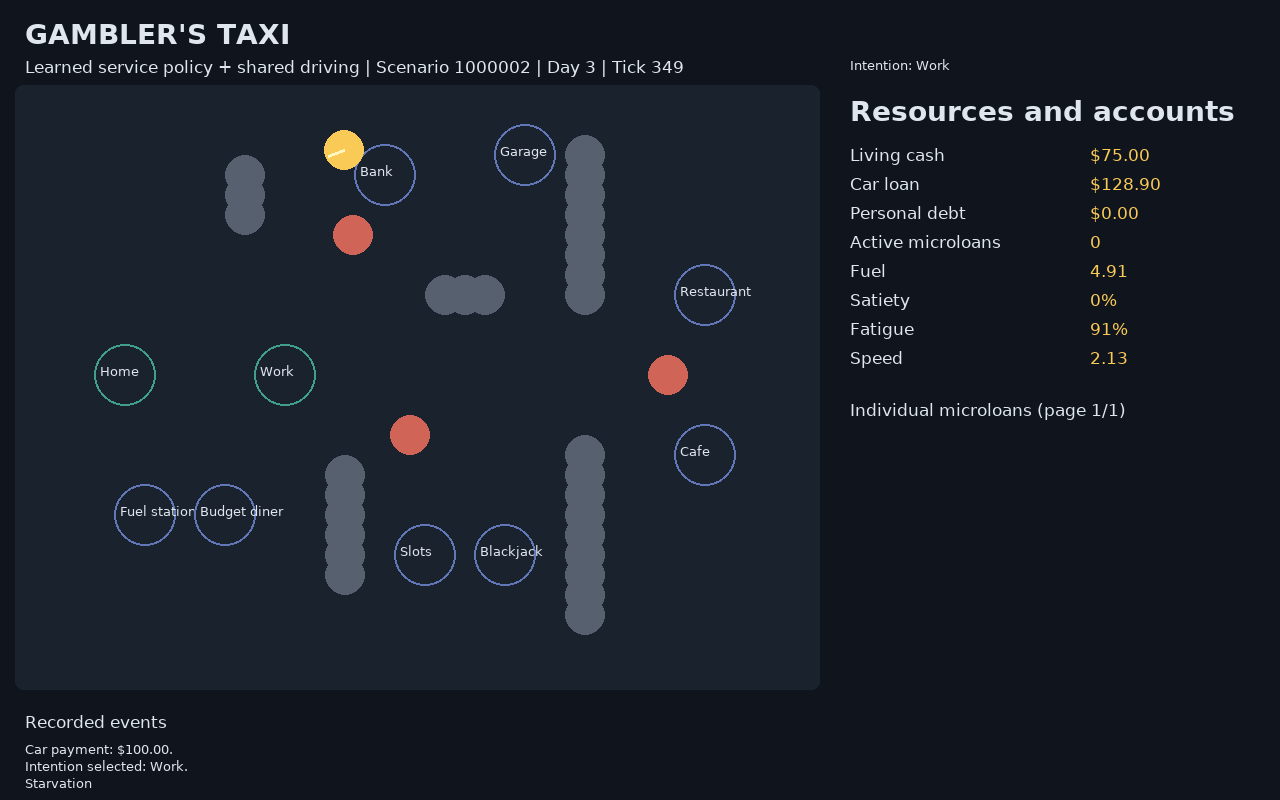 GAMBLER'S TAXI
Learned service policy + shared driving | Scenario 1000002 | Day 3 | Tick 349
Intention: Work
Resources and accounts
Living cash $75.00
Car loan $128.90
Personal debt $0.00
Active microloans 0
Fuel 4.91
Satiety 0%
Fatigue 91%
Speed 2.13
Individual microloans (page 1/1)
Garage
Bank
Restaurant
Home
Work
Cafe
Fuel station
Budget diner
Slots
Blackjack
Recorded events
Car payment: $100.00.
Intention selected: Work.
Starvation